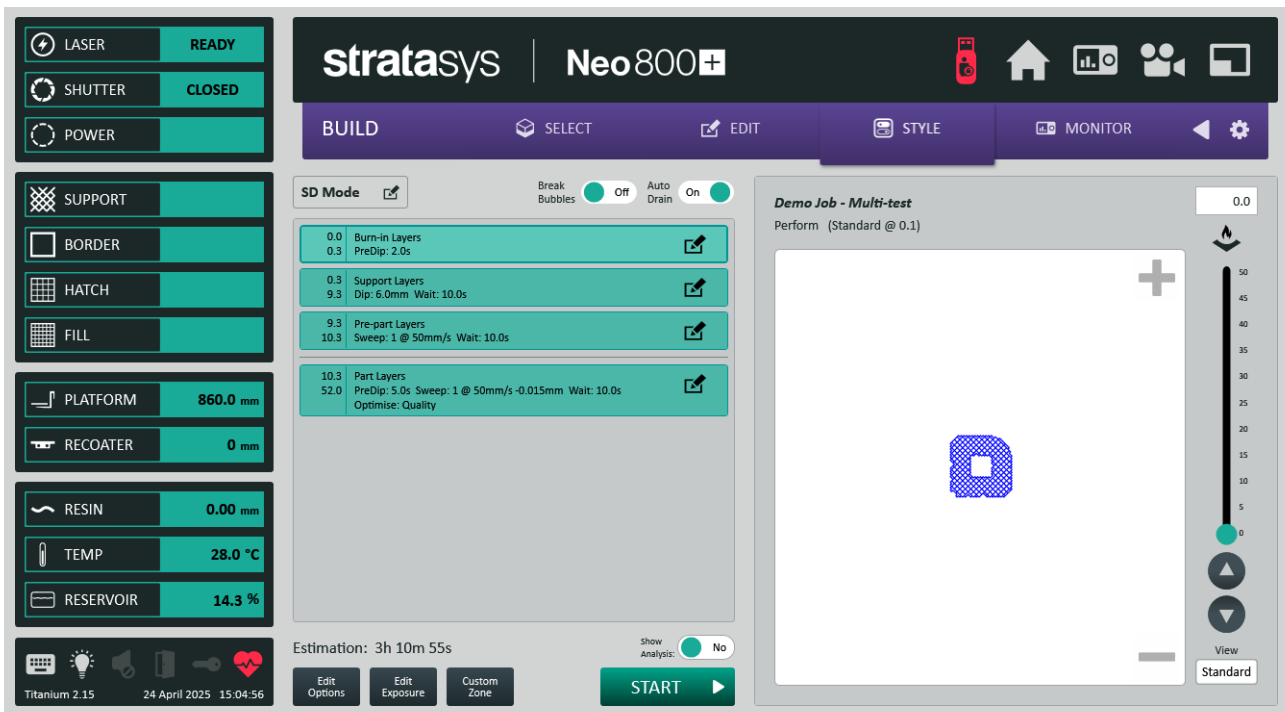 LASER READY
SHUTTER CLOSED
POWER
SUPPORT
BORDER
HATCH
FILL
PLATFORM 860.0 mm
RECOATER 0 mm
RESIN 0.00 mm
TEMP 28.0 °C
RESERVOIR 14.3 %
Titanium 2.15 24 April 2025 15:04:56
stratasys Neo800+
BUILD SELECT EDIT STYLE MONITOR
SD Mode
Break
Bubbles
Off
Auto
Drain
On
0.0 Burn-in Layers
0.3 PreDip: 2.0s
0.3 Support Layers
9.3 Dip: 6.0mm Wait: 10.0s
9.3 Pre-part Layers
10.3 Sweep: 1 @ 50mm/s Wait: 10.0s
10.3 Part Layers
52.0 PreDip: 5.0s Sweep: 1 @ 50mm/s -0.015mm Wait: 10.0s
Optimise: Quality
Estimation: 3h 10m 55s
Show
Analysis:
No
Edit
Options
Edit
Exposure
Custom
Zone
START
Demo Job - Multi-test
Perform (Standard @ 0.1)
0.0
50
45
40
35
30
25
20
15
10
5
0
View
Standard